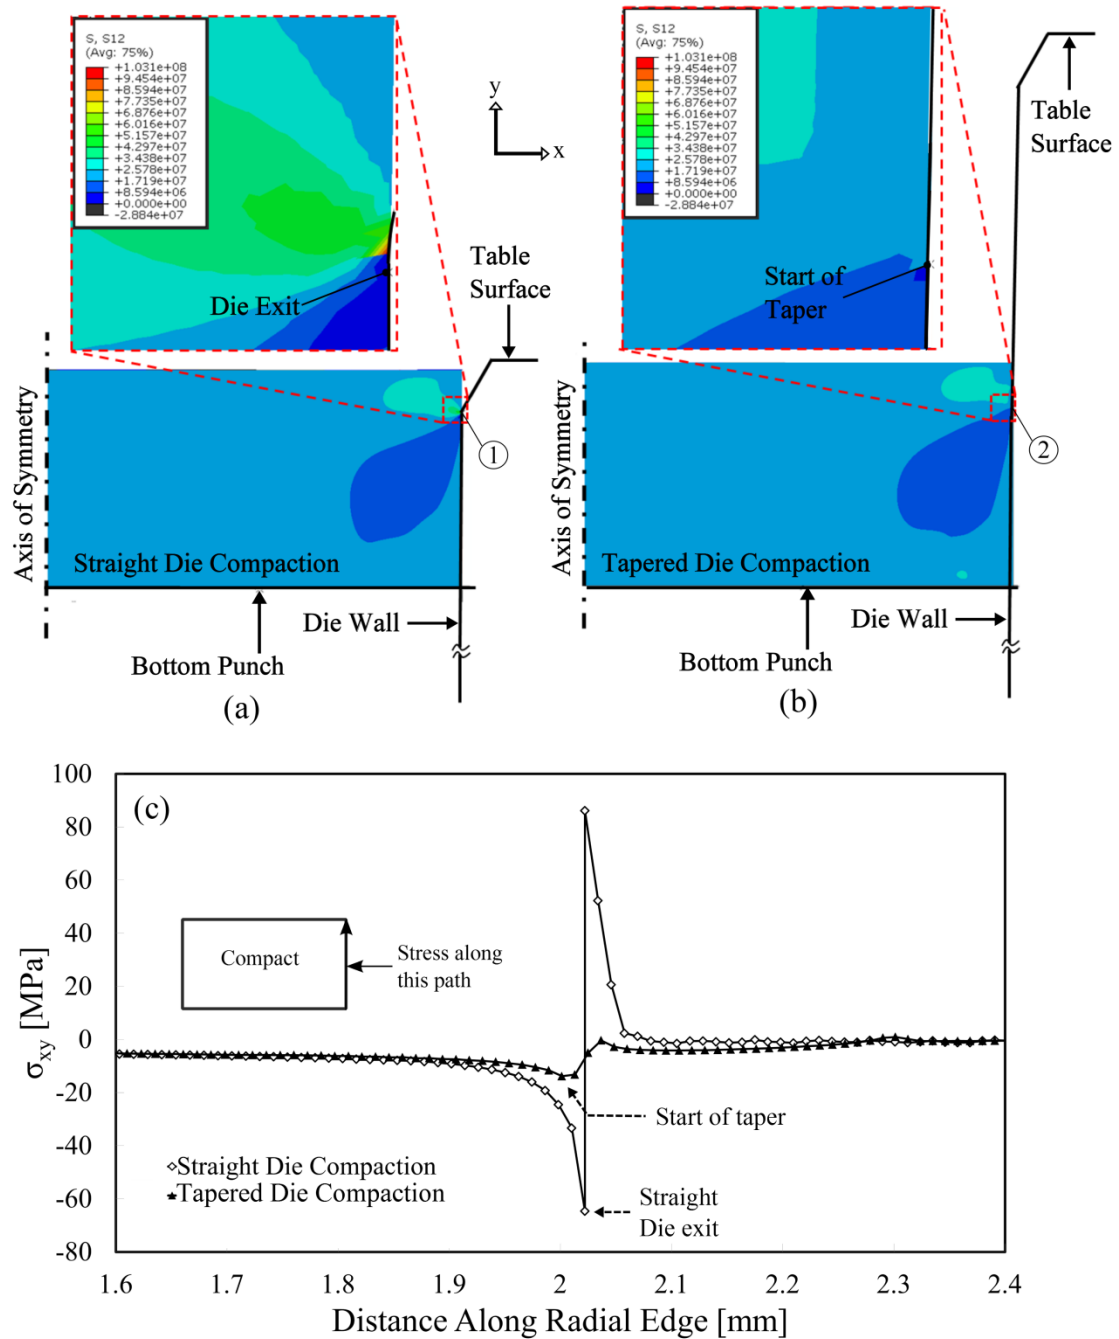 S, S12
(Avg: 75%)
+1.031e+08
+9.454e+07
+8.594e+07
+7.735e+07
+6.876e+07
+6.016e+07
+5.157e+07
+4.297e+07
+3.438e+07
+2.578e+07
+1.719e+07
+8.594e+06
+0.000e+00
-2.884e+07
Die Exit
y
x
Table
Surface
1
Axis of Symmetry
Straight Die Compaction
Die Wall
Bottom Punch
(a)
S, S12
(Avg: 75%)
+1.031e+08
+9.454e+07
+8.594e+07
+7.735e+07
+6.876e+07
+6.016e+07
+5.157e+07
+4.297e+07
+3.438e+07
+2.578e+07
+1.719e+07
+8.594e+06
+0.000e+00
-2.884e+07
Start of
Taper
Table
Surface
2
Axis of Symmetry
Tapered Die Compaction
Die Wall
Bottom Punch
(b)
(c)
100
80
60
40
20
0
-20
-40
-60
-80
σxy [MPa]
Compact
Stress along
this path
Start of taper
Straight
Die exit
Straight Die Compaction
Tapered Die Compaction
1.6
1.7
1.8
1.9
2
2.1
2.2
2.3
2.4
Distance Along Radial Edge [mm]